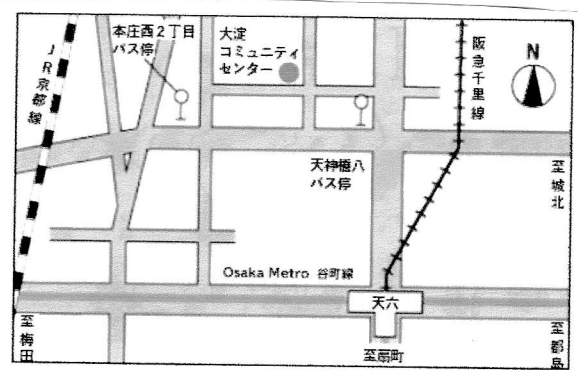 本庄西2丁目
バス停
大淀
コミュニティ
センター
阪急千里線
N
JR京都線
天神橋八
バス停
至城北
Osaka Metro 谷町線
天六
至梅田
至扇町
至都島